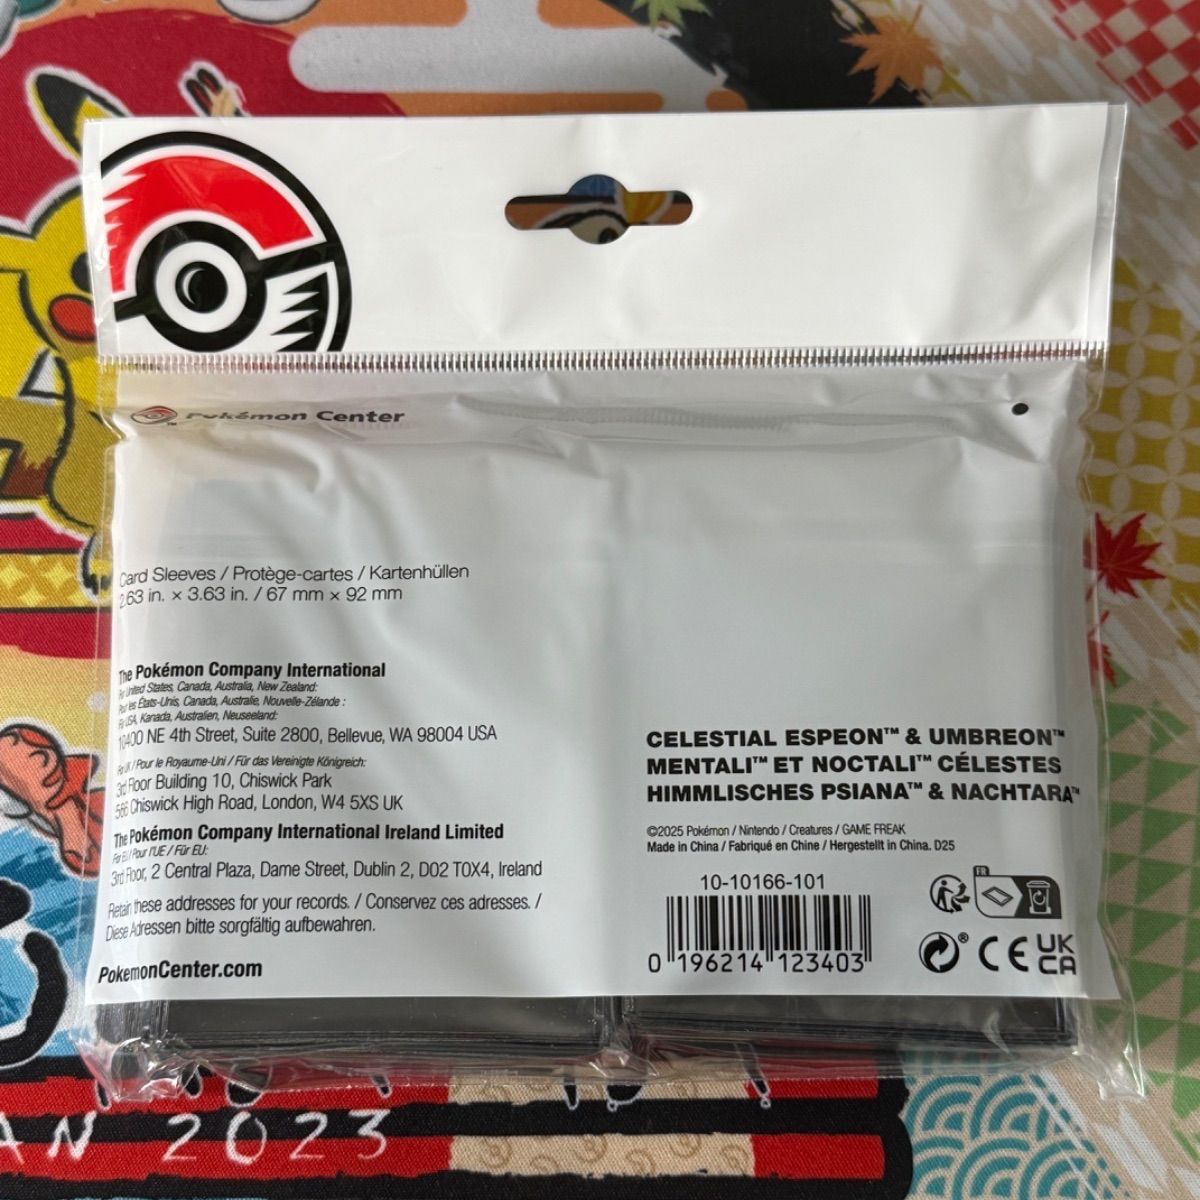 Pokémon Center
Card Sleeves / Protège-cartes / Kartenhüllen
2.63 in. × 3.63 in. / 67 mm × 92 mm
The Pokémon Company International
For United States, Canada, Australia, New Zealand:
Pour les États-Unis, Canada, Australie, Nouvelle-Zélande :
Für USA, Kanada, Australien, Neuseeland:
10400 NE 4th Street, Suite 2800, Bellevue, WA 98004 USA
For UK / Pour le Royaume-Uni / Für das Vereinigte Königreich:
3rd Floor Building 10, Chiswick Park
566 Chiswick High Road, London, W4 5XS UK
The Pokémon Company International Ireland Limited
For EU / Pour l'UE / Für EU:
3rd Floor, 2 Central Plaza, Dame Street, Dublin 2, D02 T0X4, Ireland
Retain these addresses for your records. / Conservez ces adresses. /
Diese Adressen bitte sorgfältig aufbewahren.
PokemonCenter.com
CELESTIAL ESPEON™ & UMBREON™
MENTALI™ ET NOCTALI™ CÉLESTES
HIMMLISCHES PSIANA™ & NACHTARA™
©2025 Pokémon / Nintendo / Creatures / GAME FREAK
Made in China / Fabriqué en Chine / Hergestellt in China. D25
10-10166-101
0 196214 123403
FR
CE UK
CA
AN 2023